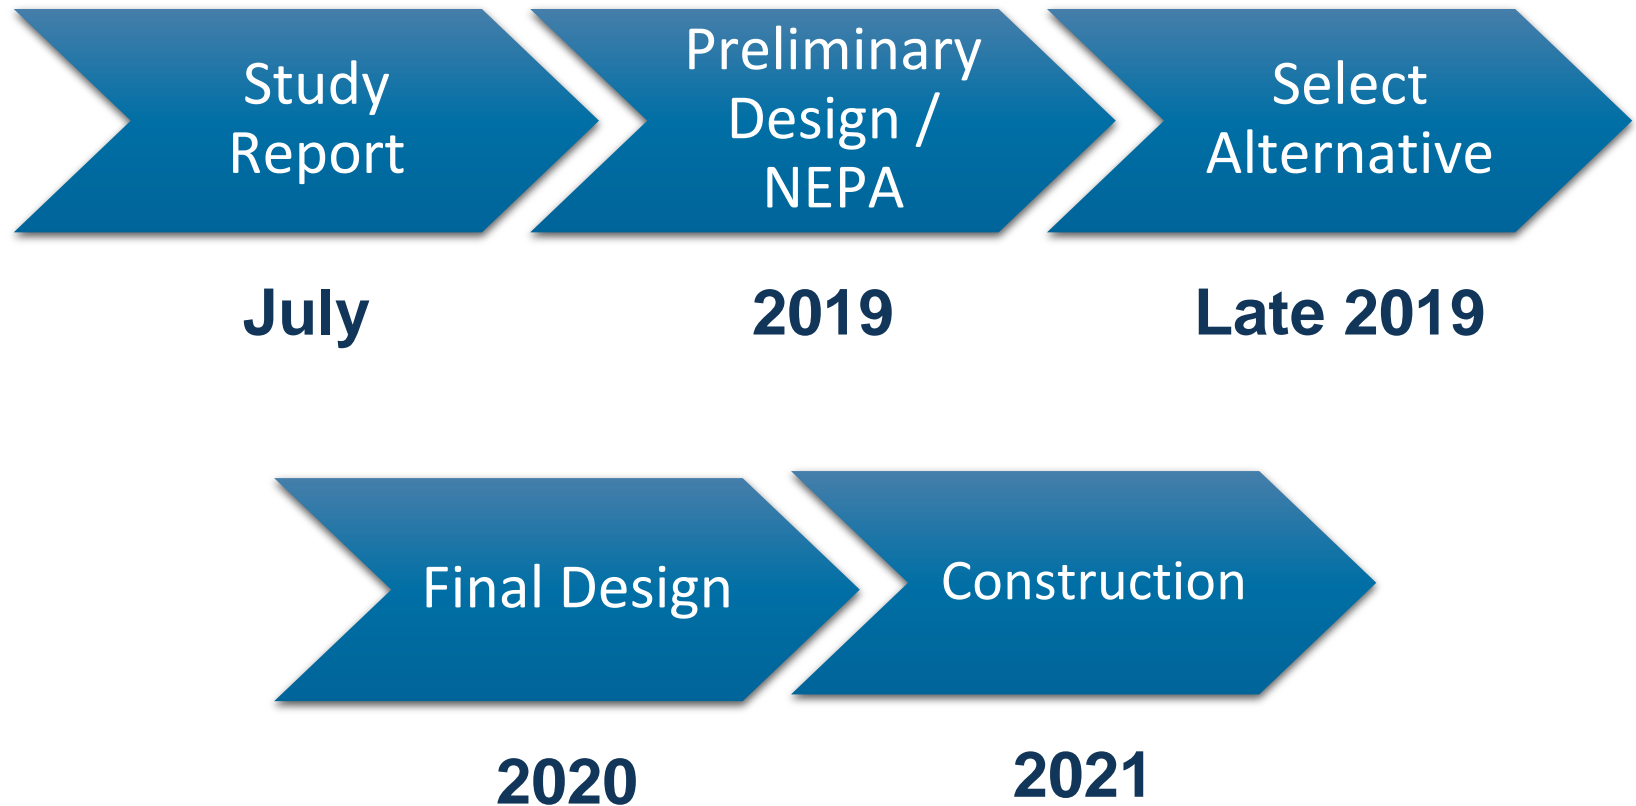 Study
Report
Preliminary
Design /
NEPA
Select
Alternative
July
2019
Late 2019
Final Design
Construction
2020
2021